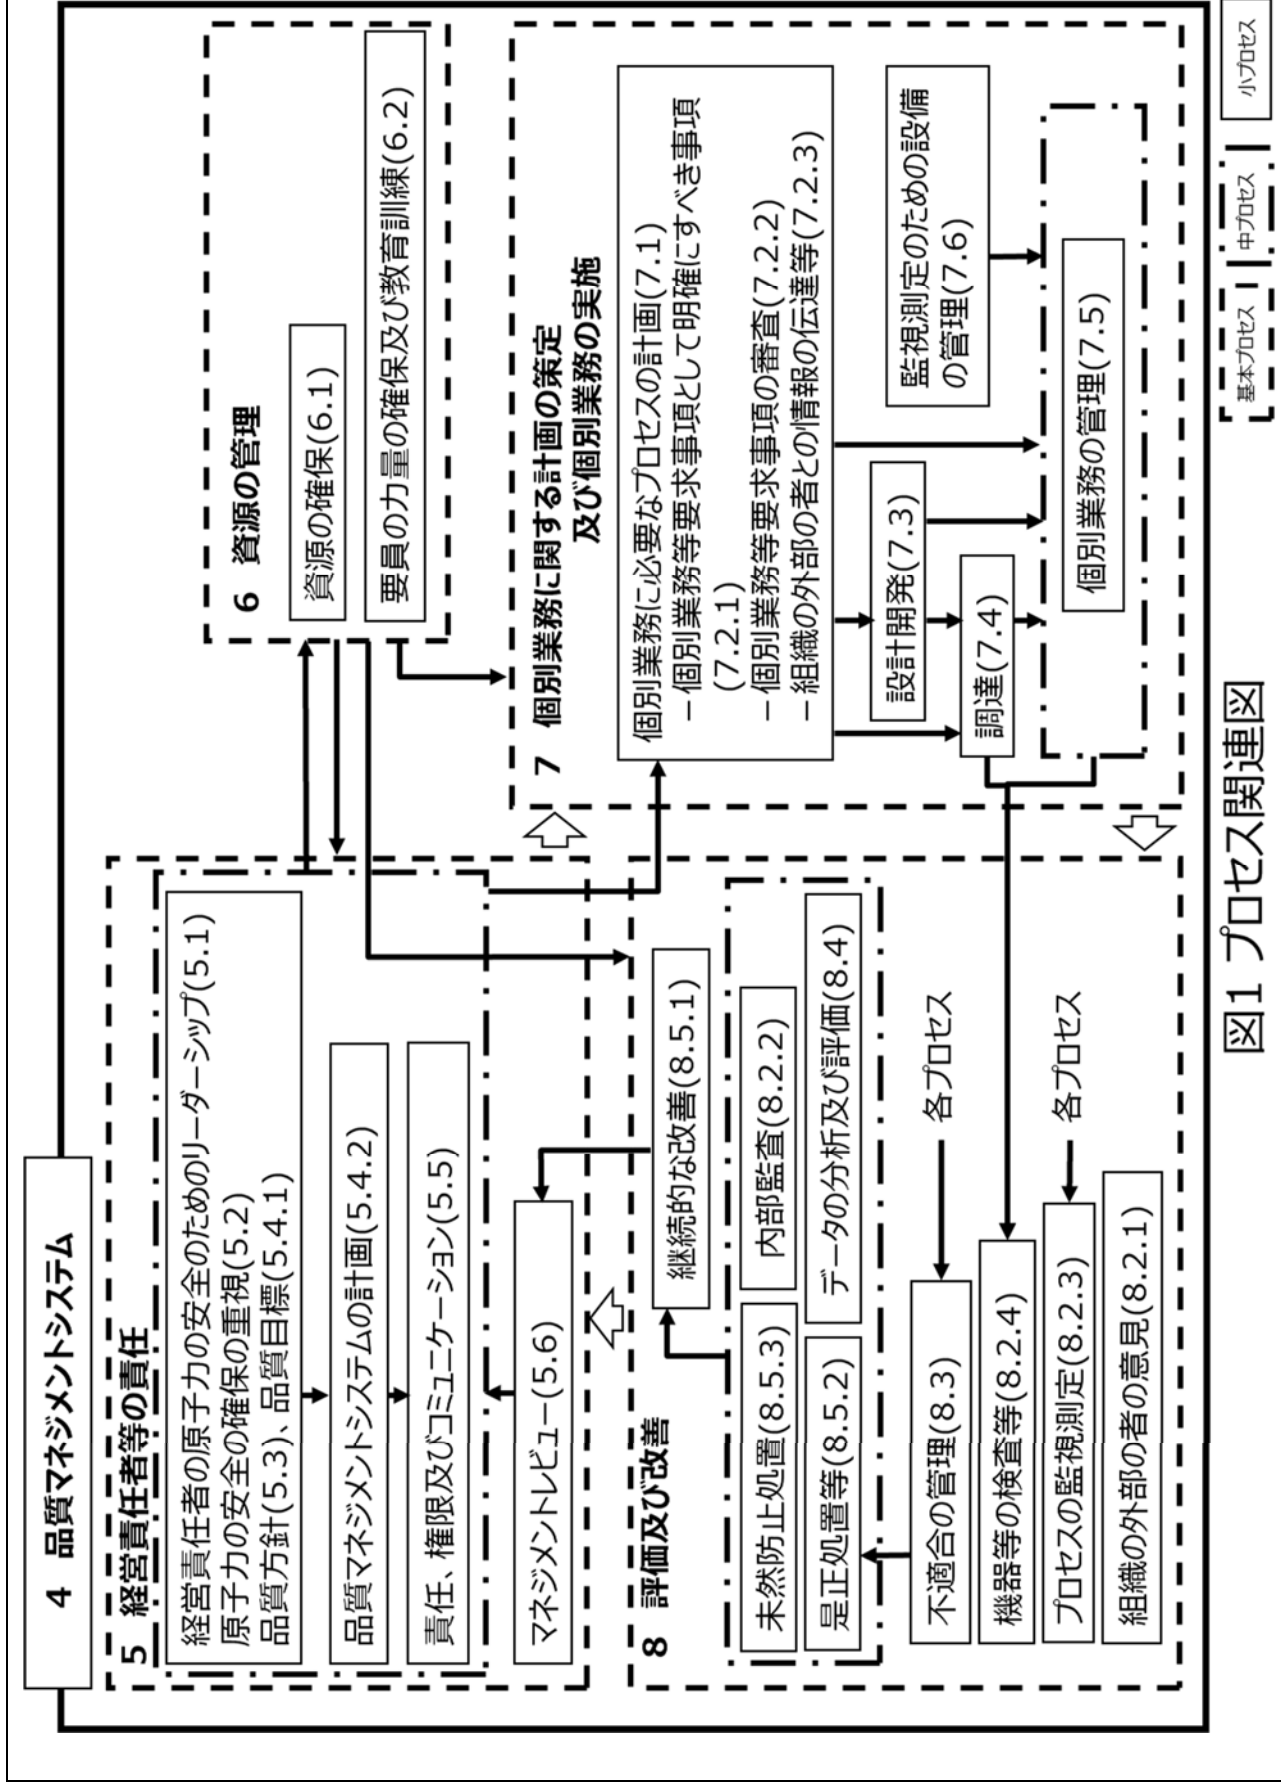 4 品質マネジメントシステム
5 経営責任者等の責任
経営責任者の原子力の安全のためのリーダーシップ(5.1)
原子力の安全の確保の重視(5.2)
品質方針(5.3)、品質目標(5.4.1)
品質マネジメントシステムの計画(5.4.2)
責任、権限及びコミュニケーション(5.5)
マネジメントレビュー(5.6)
6 資源の管理
資源の確保(6.1)
要員の力量の確保及び教育訓練(6.2)
7 個別業務に関する計画の策定
及び個別業務の実施
個別業務に必要なプロセスの計画(7.1)
－個別業務等要求事項として明確にすべき事項
(7.2.1)
－個別業務等要求事項の審査(7.2.2)
－組織の外部の者との情報の伝達等(7.2.3)
設計開発(7.3)
調達(7.4)
監視測定のための設備
の管理(7.6)
個別業務の管理(7.5)
8 評価及び改善
継続的な改善(8.5.1)
未然防止処置(8.5.3)
内部監査(8.2.2)
是正処置等(8.5.2)
データの分析及び評価(8.4)
不適合の管理(8.3)
各プロセス
機器等の検査等(8.2.4)
プロセスの監視測定(8.2.3)
各プロセス
組織の外部の者の意見(8.2.1)
図1 プロセス関連図
基本プロセス
中プロセス
小プロセス